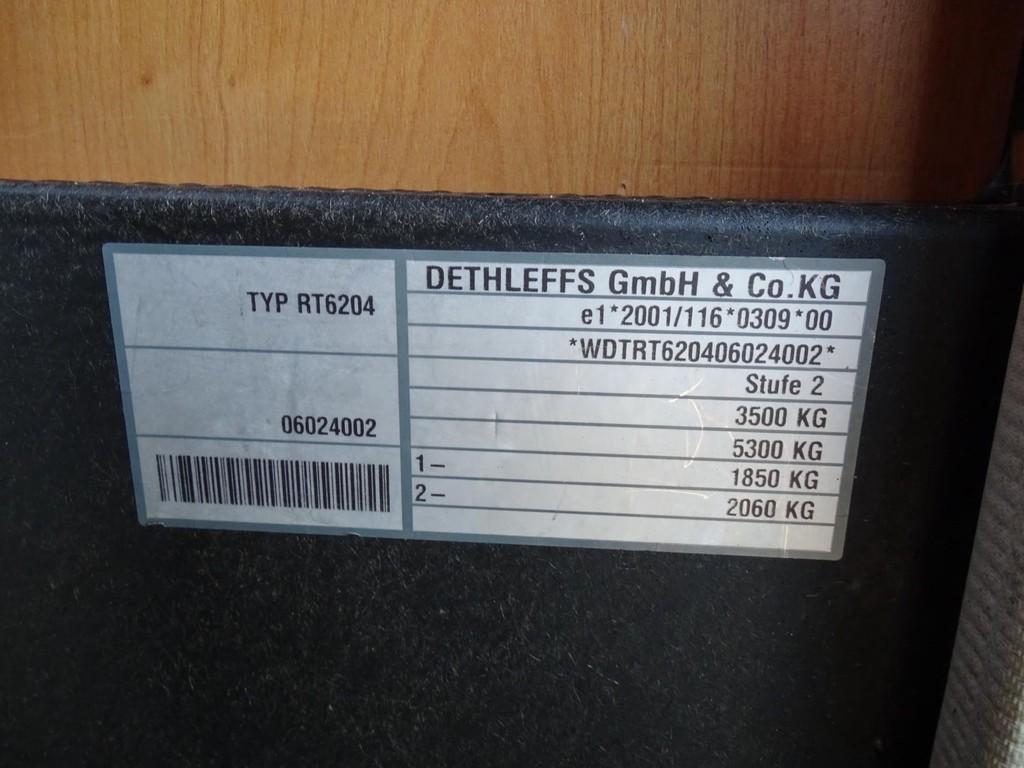 TYP RT6204
06024002
DETHLEFFS GmbH & Co.KG
e1*2001/116*0309*00
*WDTRT620406024002*
Stufe 2
3500 KG
5300 KG
1– 1850 KG
2– 2060 KG